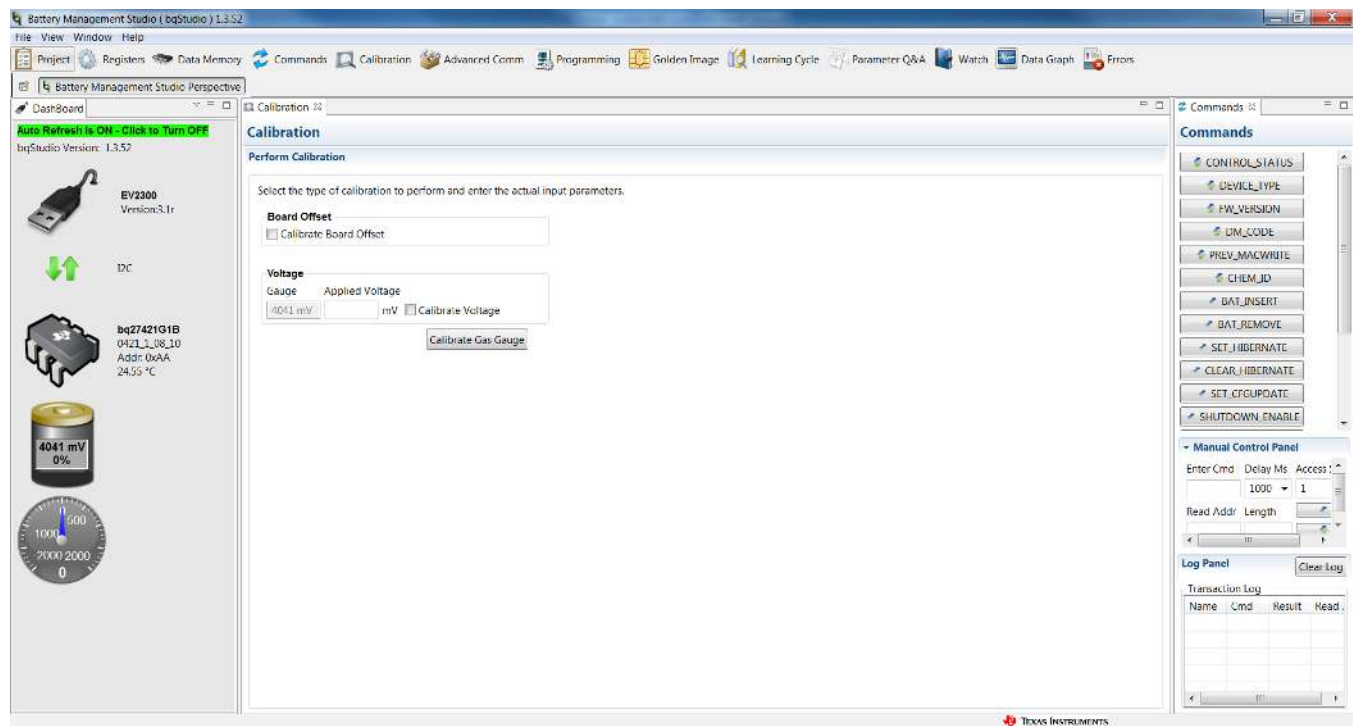 Battery Management Studio ( bqStudio ) 1.3.52
File View Window Help
Project Registers Data Memory Commands Calibration Advanced Comm Programming Golden Image Learning Cycle Parameter Q&A Watch Data Graph Errors
Battery Management Studio Perspective
DashBoard
Auto Refresh is ON - Click to Turn OFF
bqStudio Version: 1.3.52
EV2300
Version:3.1r
I2C
bq27421G1B
0421_1_08_10
Addr: 0xAA
24.55 °C
4041 mV
0%
500
1000
2000 2000
0
Calibration
Calibration
Perform Calibration
Select the type of calibration to perform and enter the actual input parameters.
Board Offset
Calibrate Board Offset
Voltage
Gauge Applied Voltage
4041 mV mV Calibrate Voltage
Calibrate Gas Gauge
Commands
Commands
CONTROL_STATUS
DEVICE_TYPE
FW_VERSION
DM_CODE
PREV_MACWRITE
CHEM_ID
BAT_INSERT
BAT_REMOVE
SET_HIBERNATE
CLEAR_HIBERNATE
SET_CFGUPDATE
SHUTDOWN_ENABLE
Manual Control Panel
Enter Cmd Delay Ms Access :
1000 1
Read Addr Length
Log Panel Clear Log
Transaction Log
Name Cmd Result Read .
TEXAS INSTRUMENTS